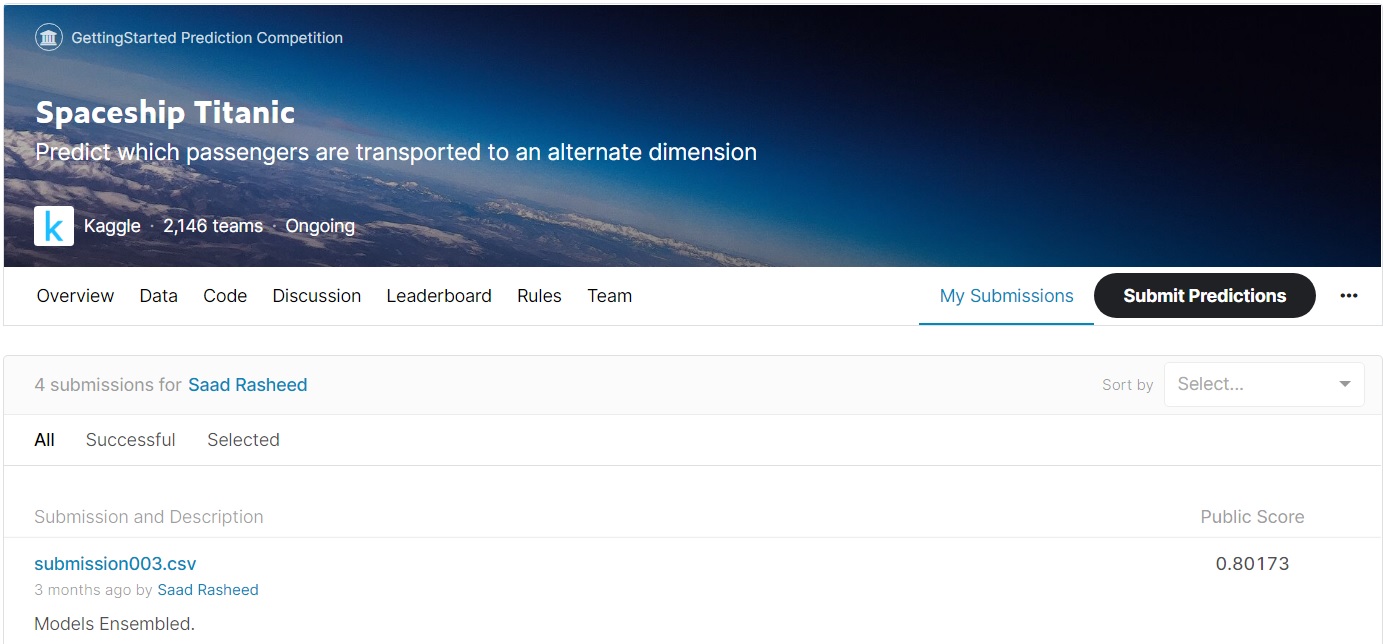 GettingStarted Prediction Competition
Spaceship Titanic
Predict which passengers are transported to an alternate dimension
k Kaggle · 2,146 teams · Ongoing
Overview Data Code Discussion Leaderboard Rules Team My Submissions Submit Predictions ...
4 submissions for Saad Rasheed Sort by Select...
All Successful Selected
Submission and Description Public Score
submission003.csv 0.80173
3 months ago by Saad Rasheed
Models Ensembled.